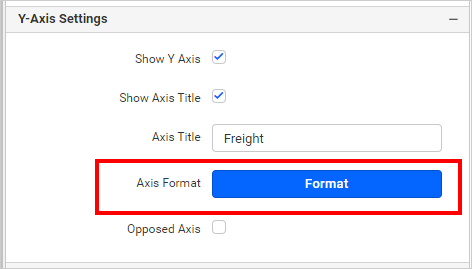 Y-Axis Settings
Show Y Axis
Show Axis Title
Axis Title Freight
Axis Format Format
Opposed Axis